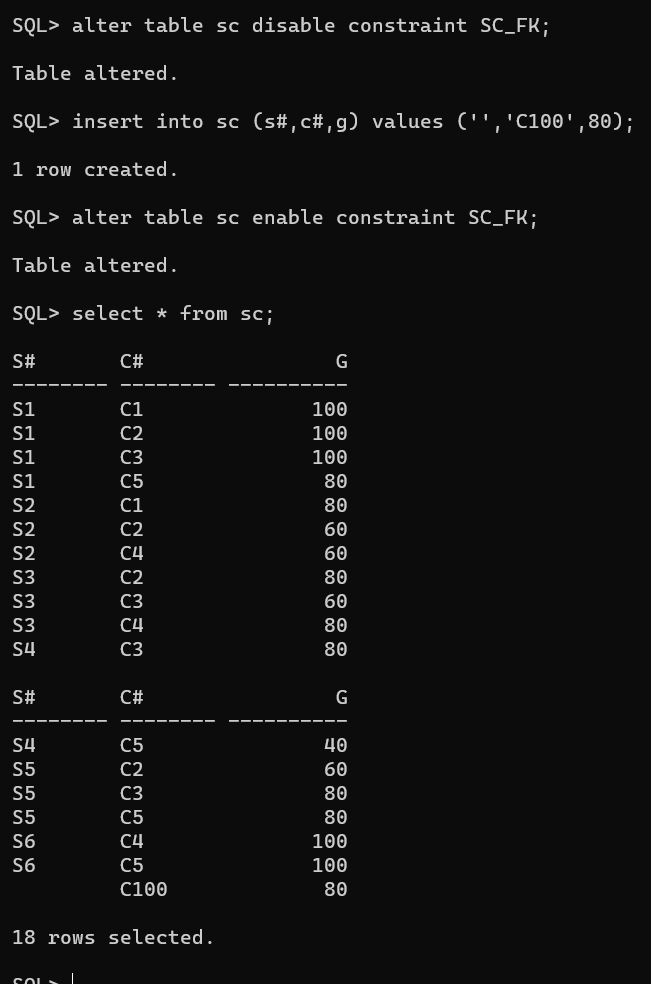 SQL> alter table sc disable constraint SC_FK;
Table altered.
SQL> insert into sc (s#,c#,g) values ('','C100',80);
1 row created.
SQL> alter table sc enable constraint SC_FK;
Table altered.
SQL> select * from sc;
S#       C#                G
-------- -------- ----------
S1       C1              100
S1       C2              100
S1       C3              100
S1       C5               80
S2       C1               80
S2       C2               60
S2       C4               60
S3       C2               80
S3       C3               60
S3       C4               80
S4       C3               80
S#       C#                G
-------- -------- ----------
S4       C5               40
S5       C2               60
S5       C3               80
S5       C5               80
S6       C4              100
S6       C5              100
         C100             80
18 rows selected.
SQL>